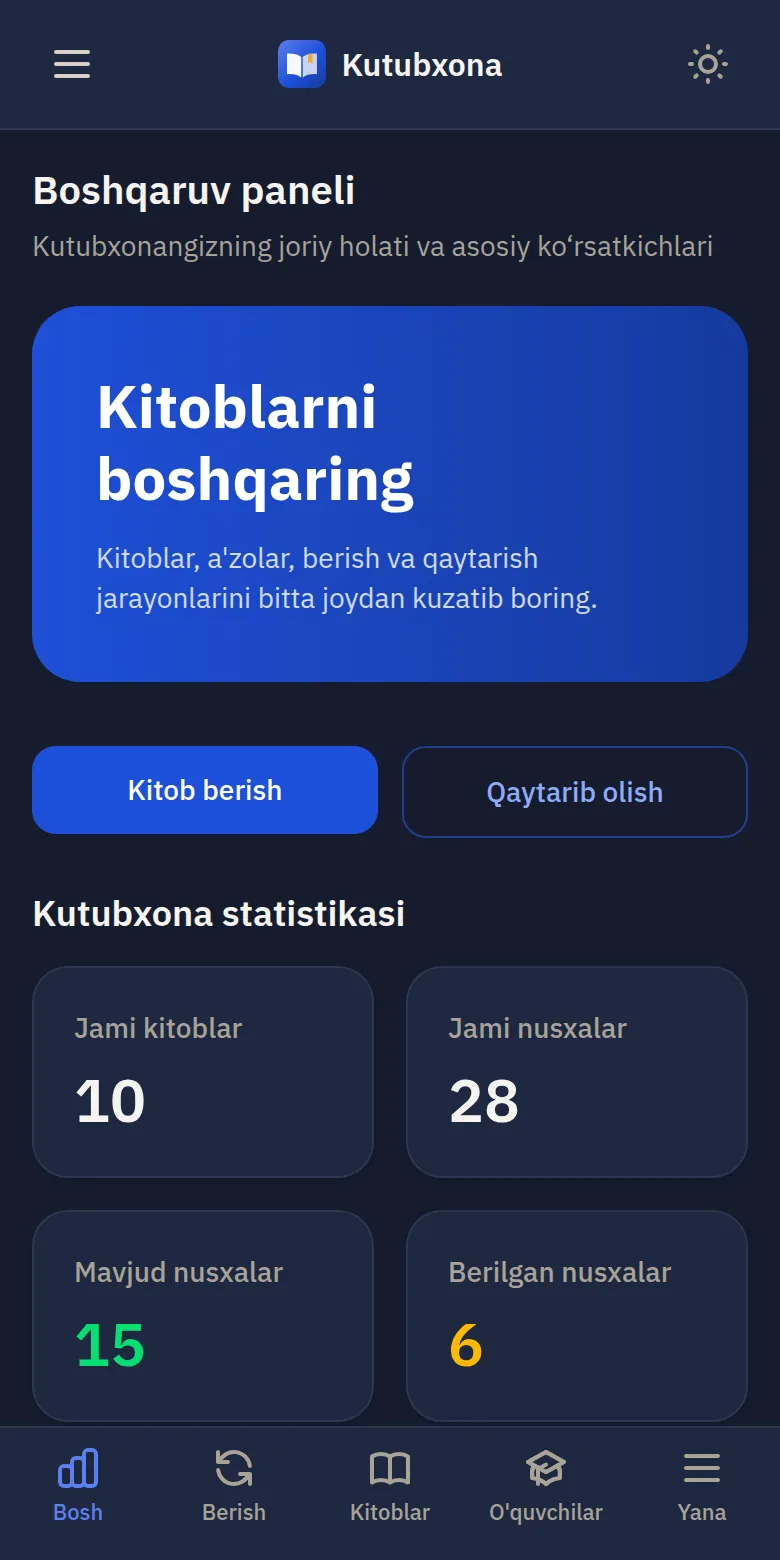 Kutubxona
Boshqaruv paneli
Kutubxonangizning joriy holati va asosiy ko‘rsatkichlari
Kitoblarni
boshqaring
Kitoblar, a'zolar, berish va qaytarish
jarayonlarini bitta joydan kuzatib boring.
Kitob berish
Qaytarib olish
Kutubxona statistikasi
Jami kitoblar
10
Jami nusxalar
28
Mavjud nusxalar
15
Berilgan nusxalar
6
Bosh
Berish
Kitoblar
O'quvchilar
Yana